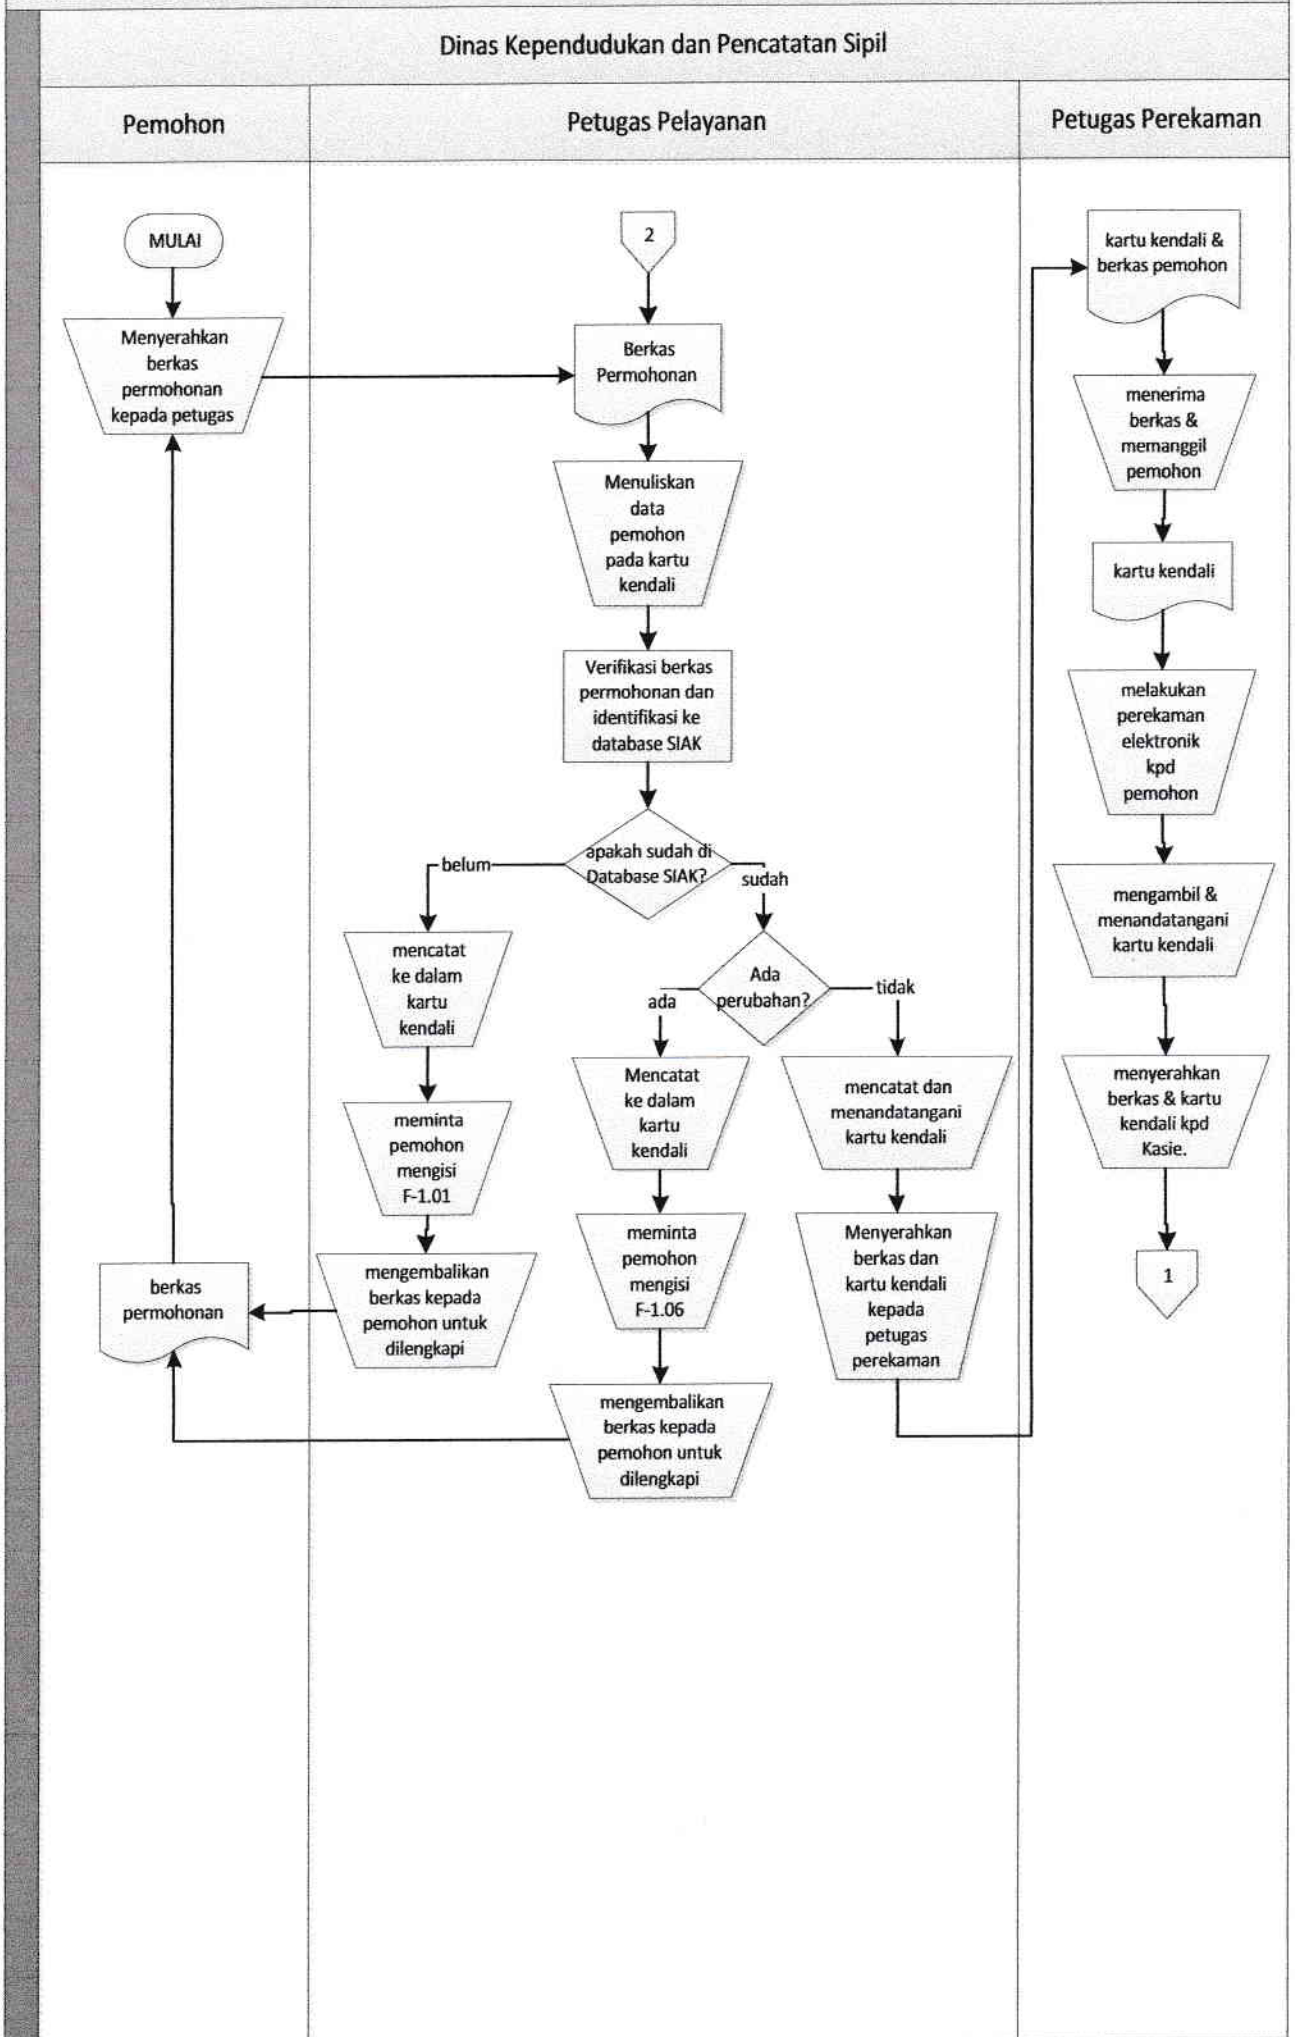 Dinas Kependudukan dan Pencatatan Sipil
Pemohon
Petugas Pelayanan
Petugas Perekaman
MULAI
Menyerahkan
berkas
permohonan
kepada petugas
berkas
permohonan
2
Berkas
Permohonan
Menuliskan
data
pemohon
pada kartu
kendali
Verifikasi berkas
permohonan dan
identifikasi ke
database SIAK
apakah sudah di
Database SIAK?
belum
sudah
mencatat
ke dalam
kartu
kendali
meminta
pemohon
mengisi
F-1.01
mengembalikan
berkas kepada
pemohon untuk
dilengkapi
Ada
perubahan?
ada
tidak
Mencatat
ke dalam
kartu
kendali
meminta
pemohon
mengisi
F-1.06
mengembalikan
berkas kepada
pemohon untuk
dilengkapi
mencatat dan
menandatangani
kartu kendali
Menyerahkan
berkas dan
kartu kendali
kepada
petugas
perekaman
kartu kendali &
berkas pemohon
menerima
berkas &
memanggil
pemohon
kartu kendali
melakukan
perekaman
elektronik
kpd
pemohon
mengambil &
menandatangani
kartu kendali
menyerahkan
berkas & kartu
kendali kpd
Kasie.
1